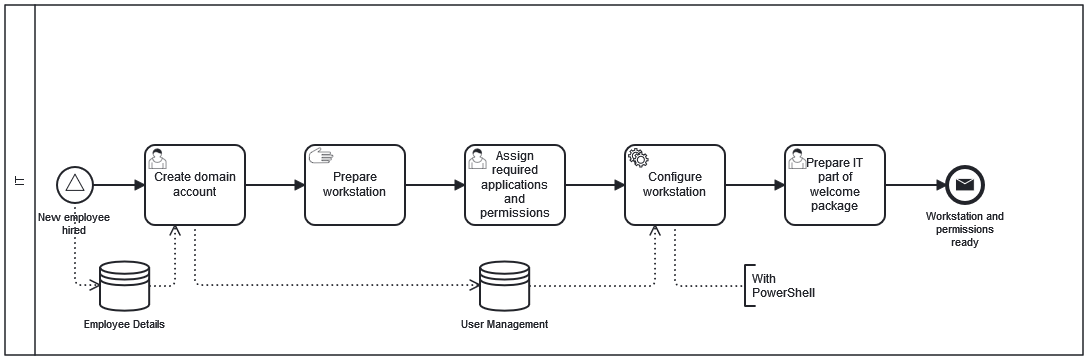 IT
New employee
hired
Create domain
account
Prepare
workstation
Assign
required
applications
and
permissions
Configure
workstation
Prepare IT
part of
welcome
package
Workstation and
permissions
ready
Employee Details
User Management
With
PowerShell